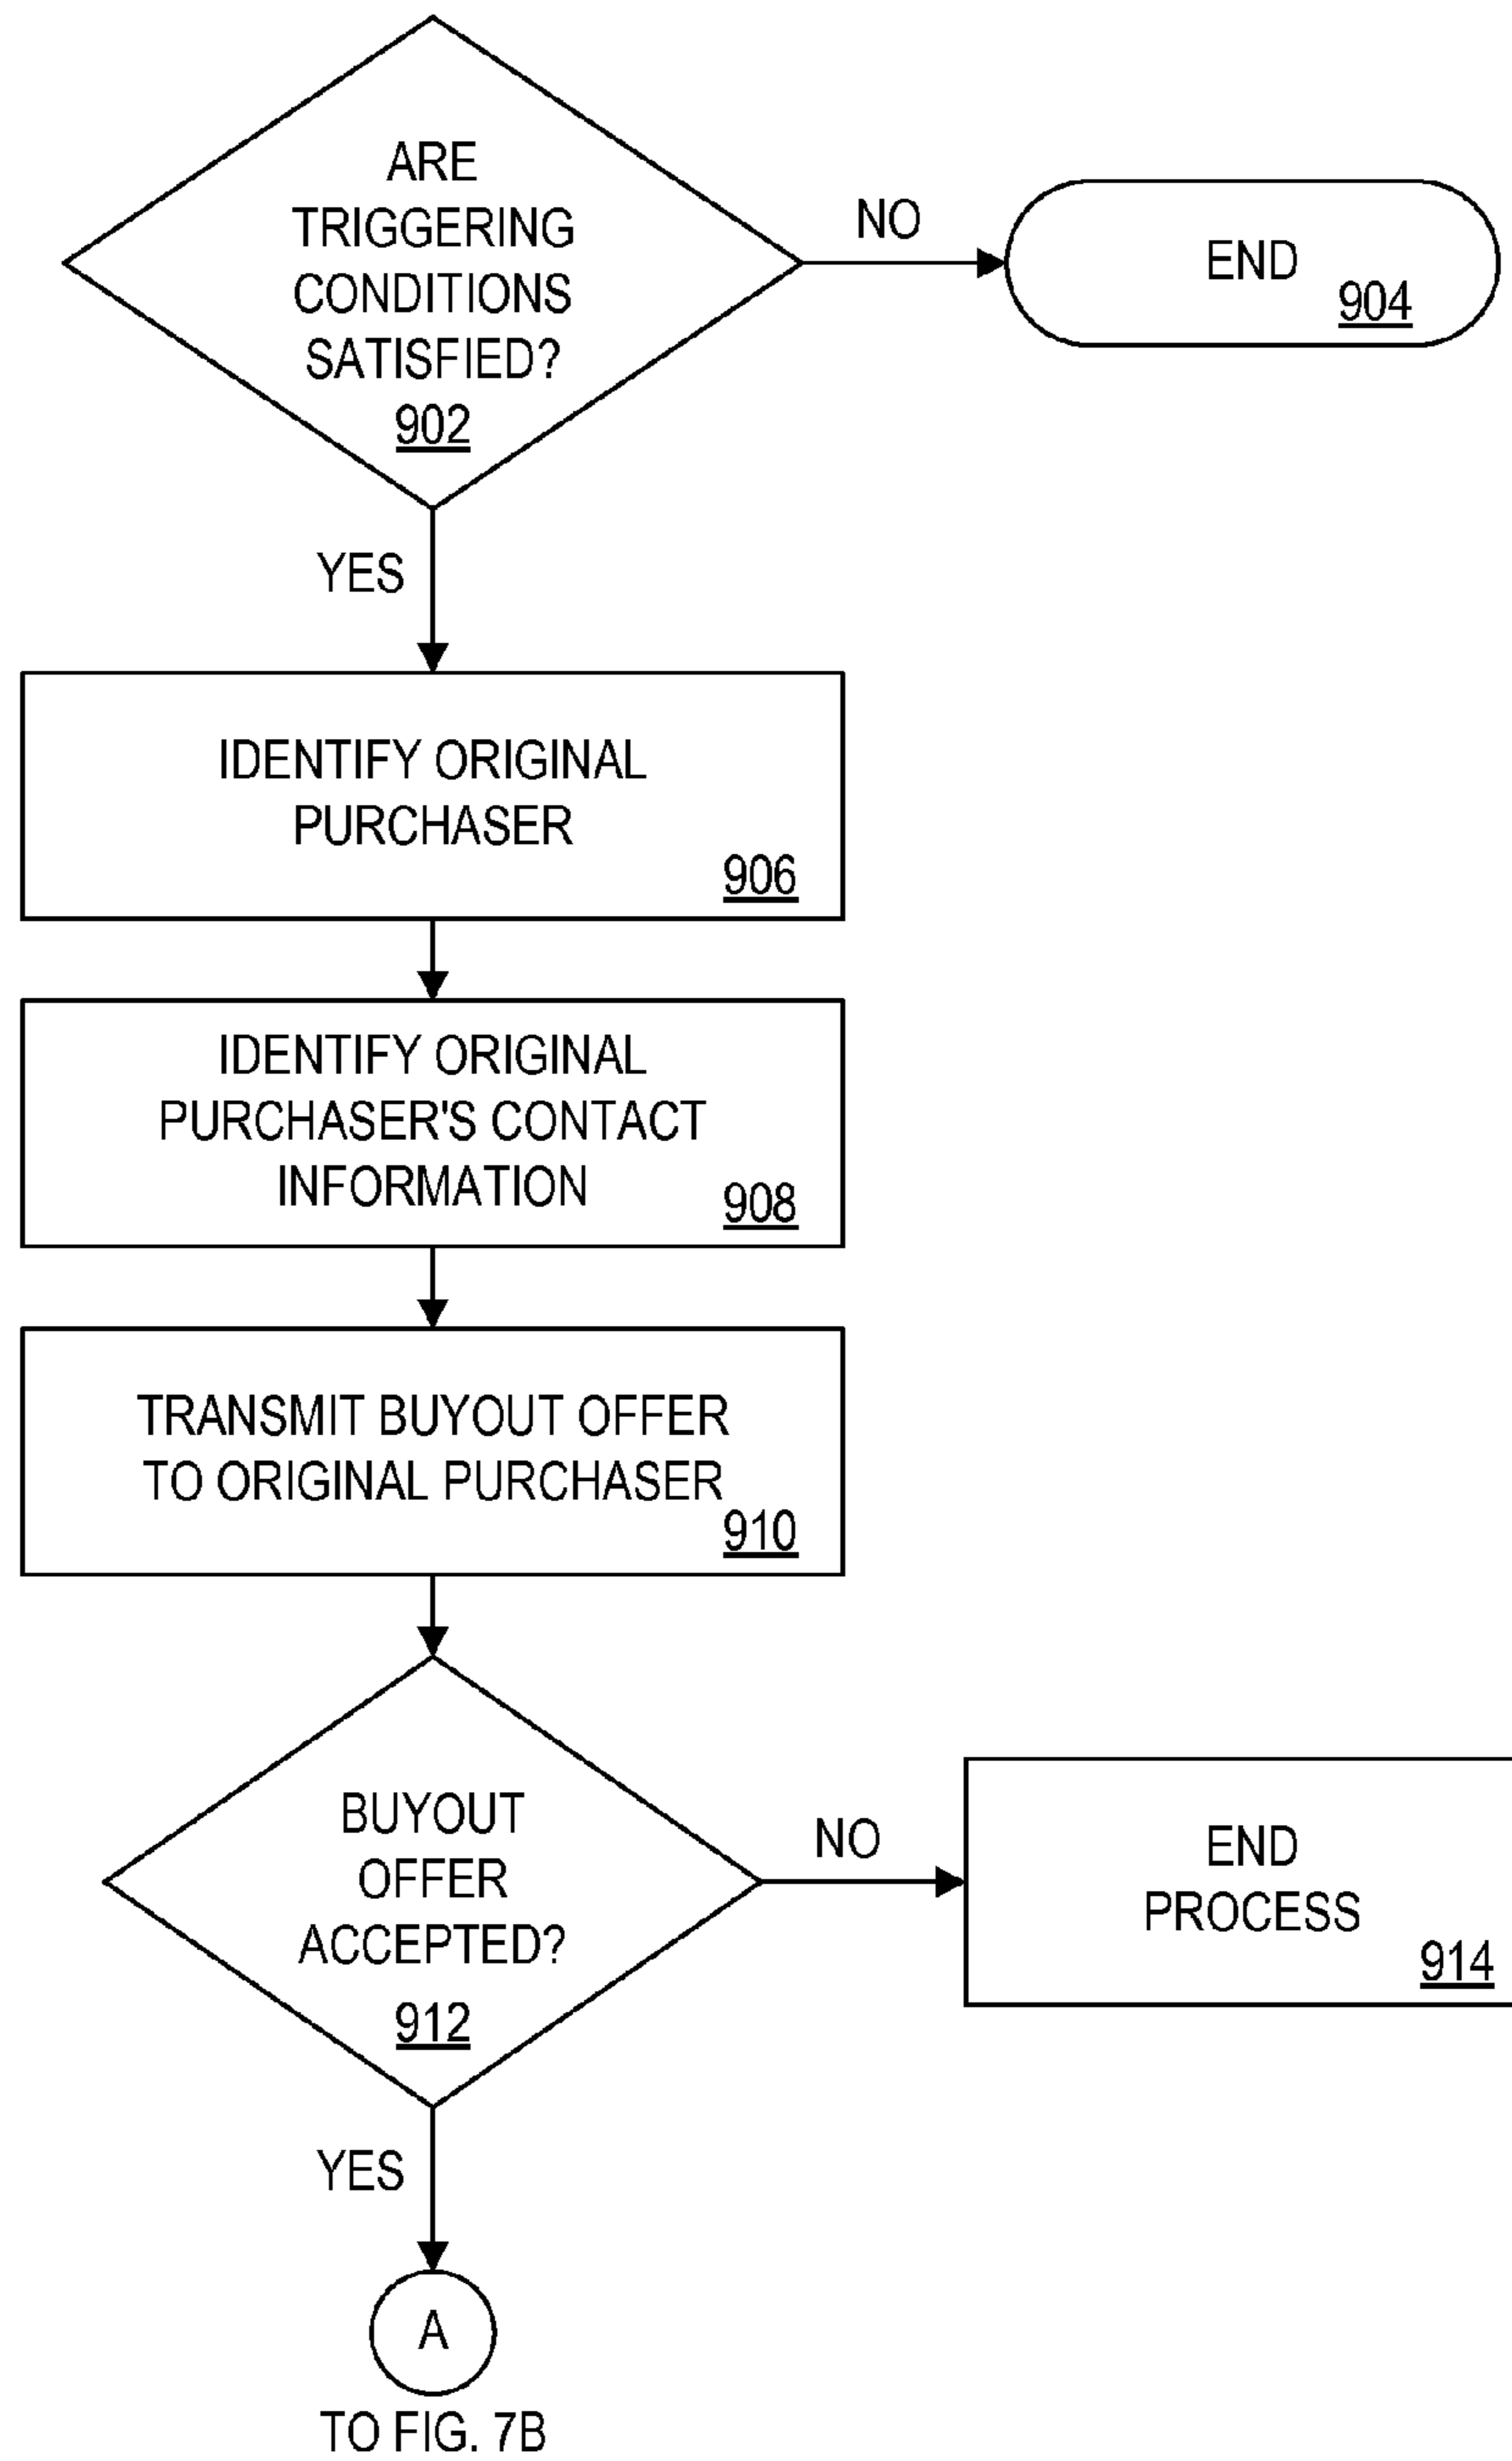 ARE
TRIGGERING
CONDITIONS
SATISFIED?
902
NO
END
904
YES
IDENTIFY ORIGINAL
PURCHASER
906
IDENTIFY ORIGINAL
PURCHASER'S CONTACT
INFORMATION
908
TRANSMIT BUYOUT OFFER
TO ORIGINAL PURCHASER
910
BUYOUT
OFFER
ACCEPTED?
912
NO
END
PROCESS
914
YES
A
TO FIG. 7B